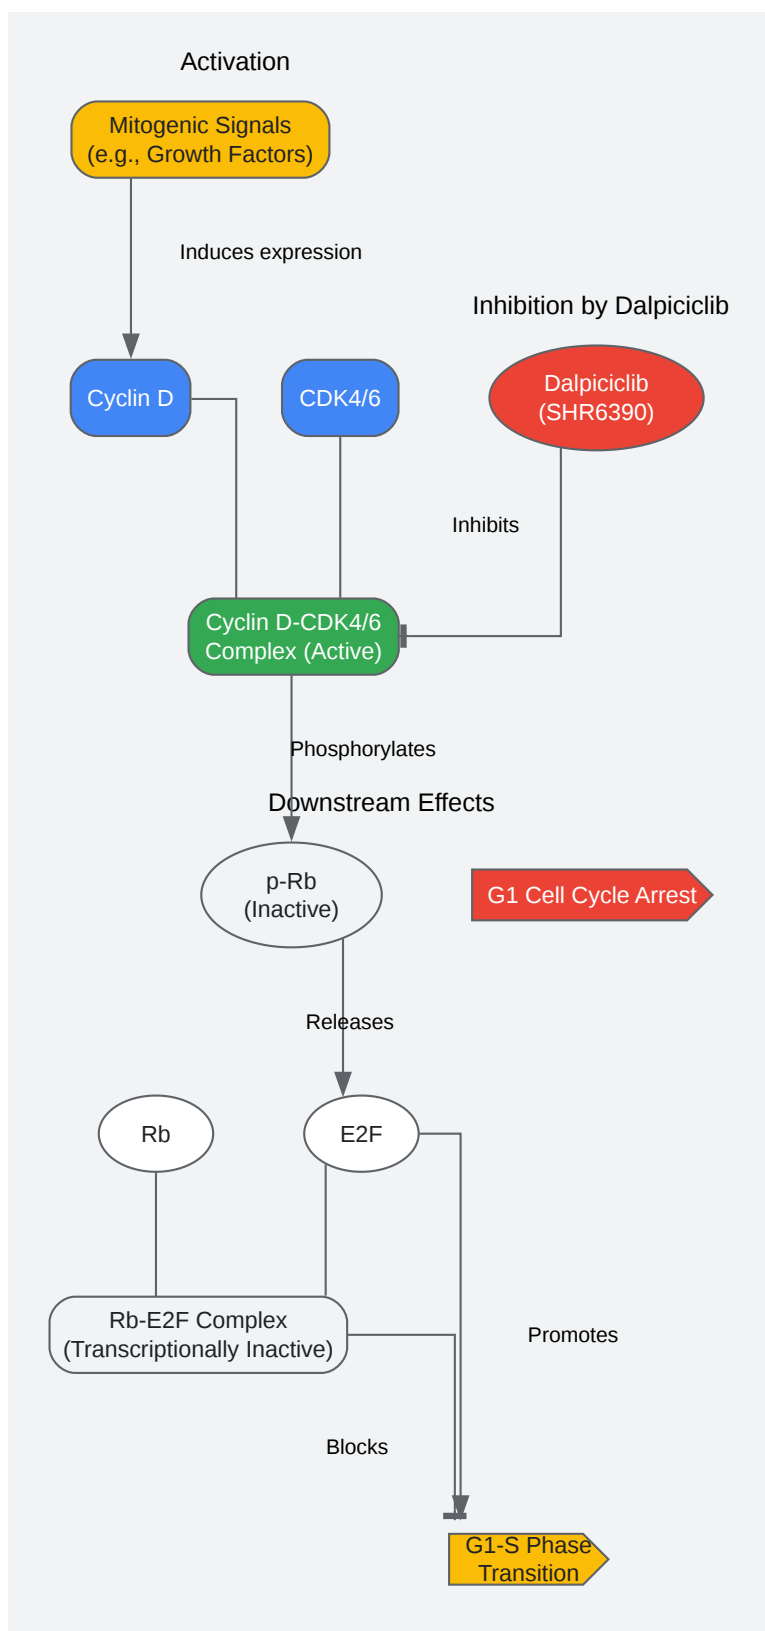 Activation
Mitogenic Signals
(e.g., Growth Factors)
Induces expression
Inhibition by Dalpiciclib
Cyclin D
CDK4/6
Dalpiciclib
(SHR6390)
Inhibits
Cyclin D-CDK4/6
Complex (Active)
Phosphorylates
Downstream Effects
p-Rb
(Inactive)
G1 Cell Cycle Arrest
Releases
Rb
E2F
Rb-E2F Complex
(Transcriptionally Inactive)
Promotes
Blocks
G1-S Phase
Transition